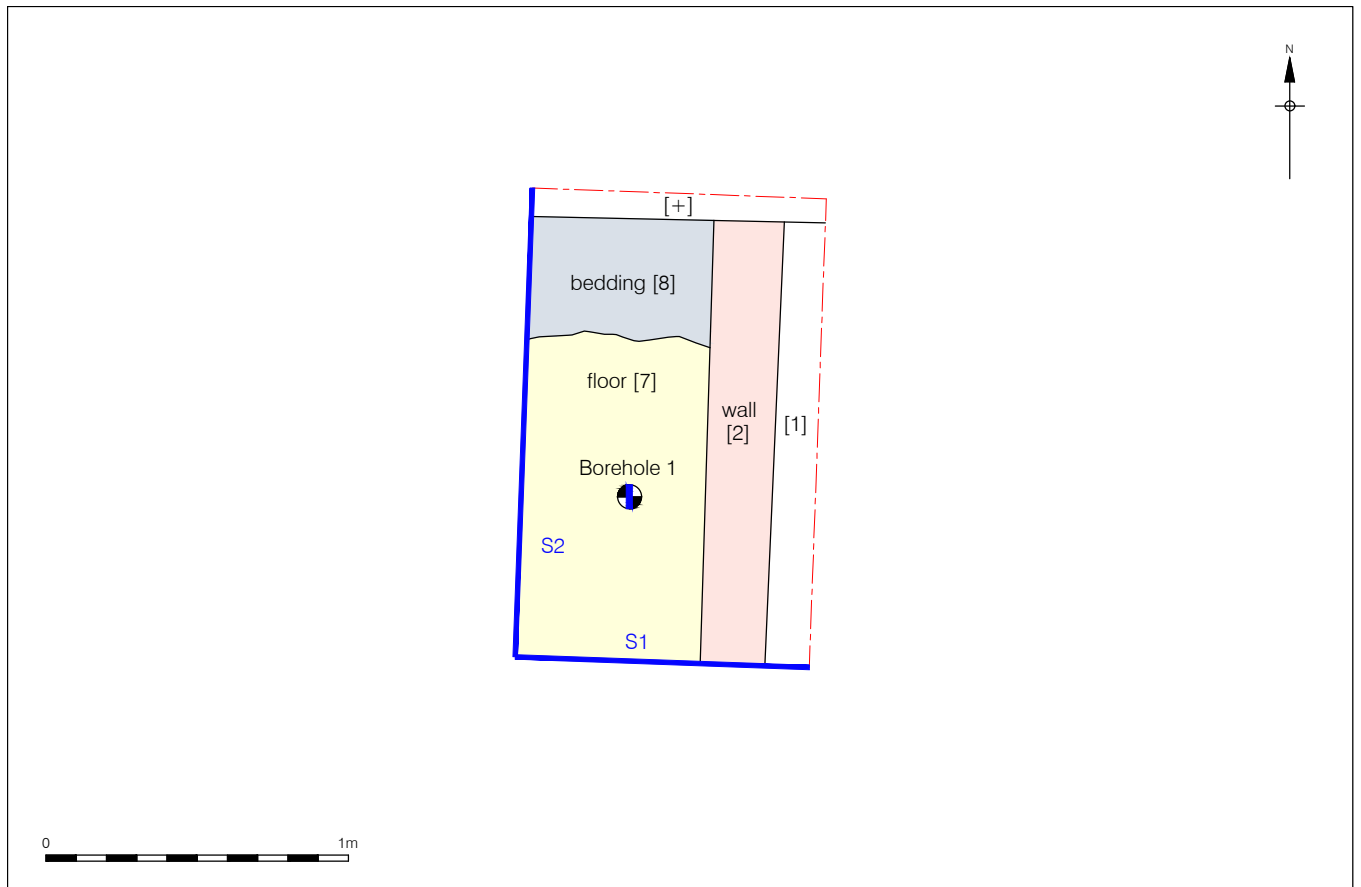 N
[+]
bedding [8]
floor [7]
wall
[2]
[1]
Borehole 1
S2
S1
0 1m